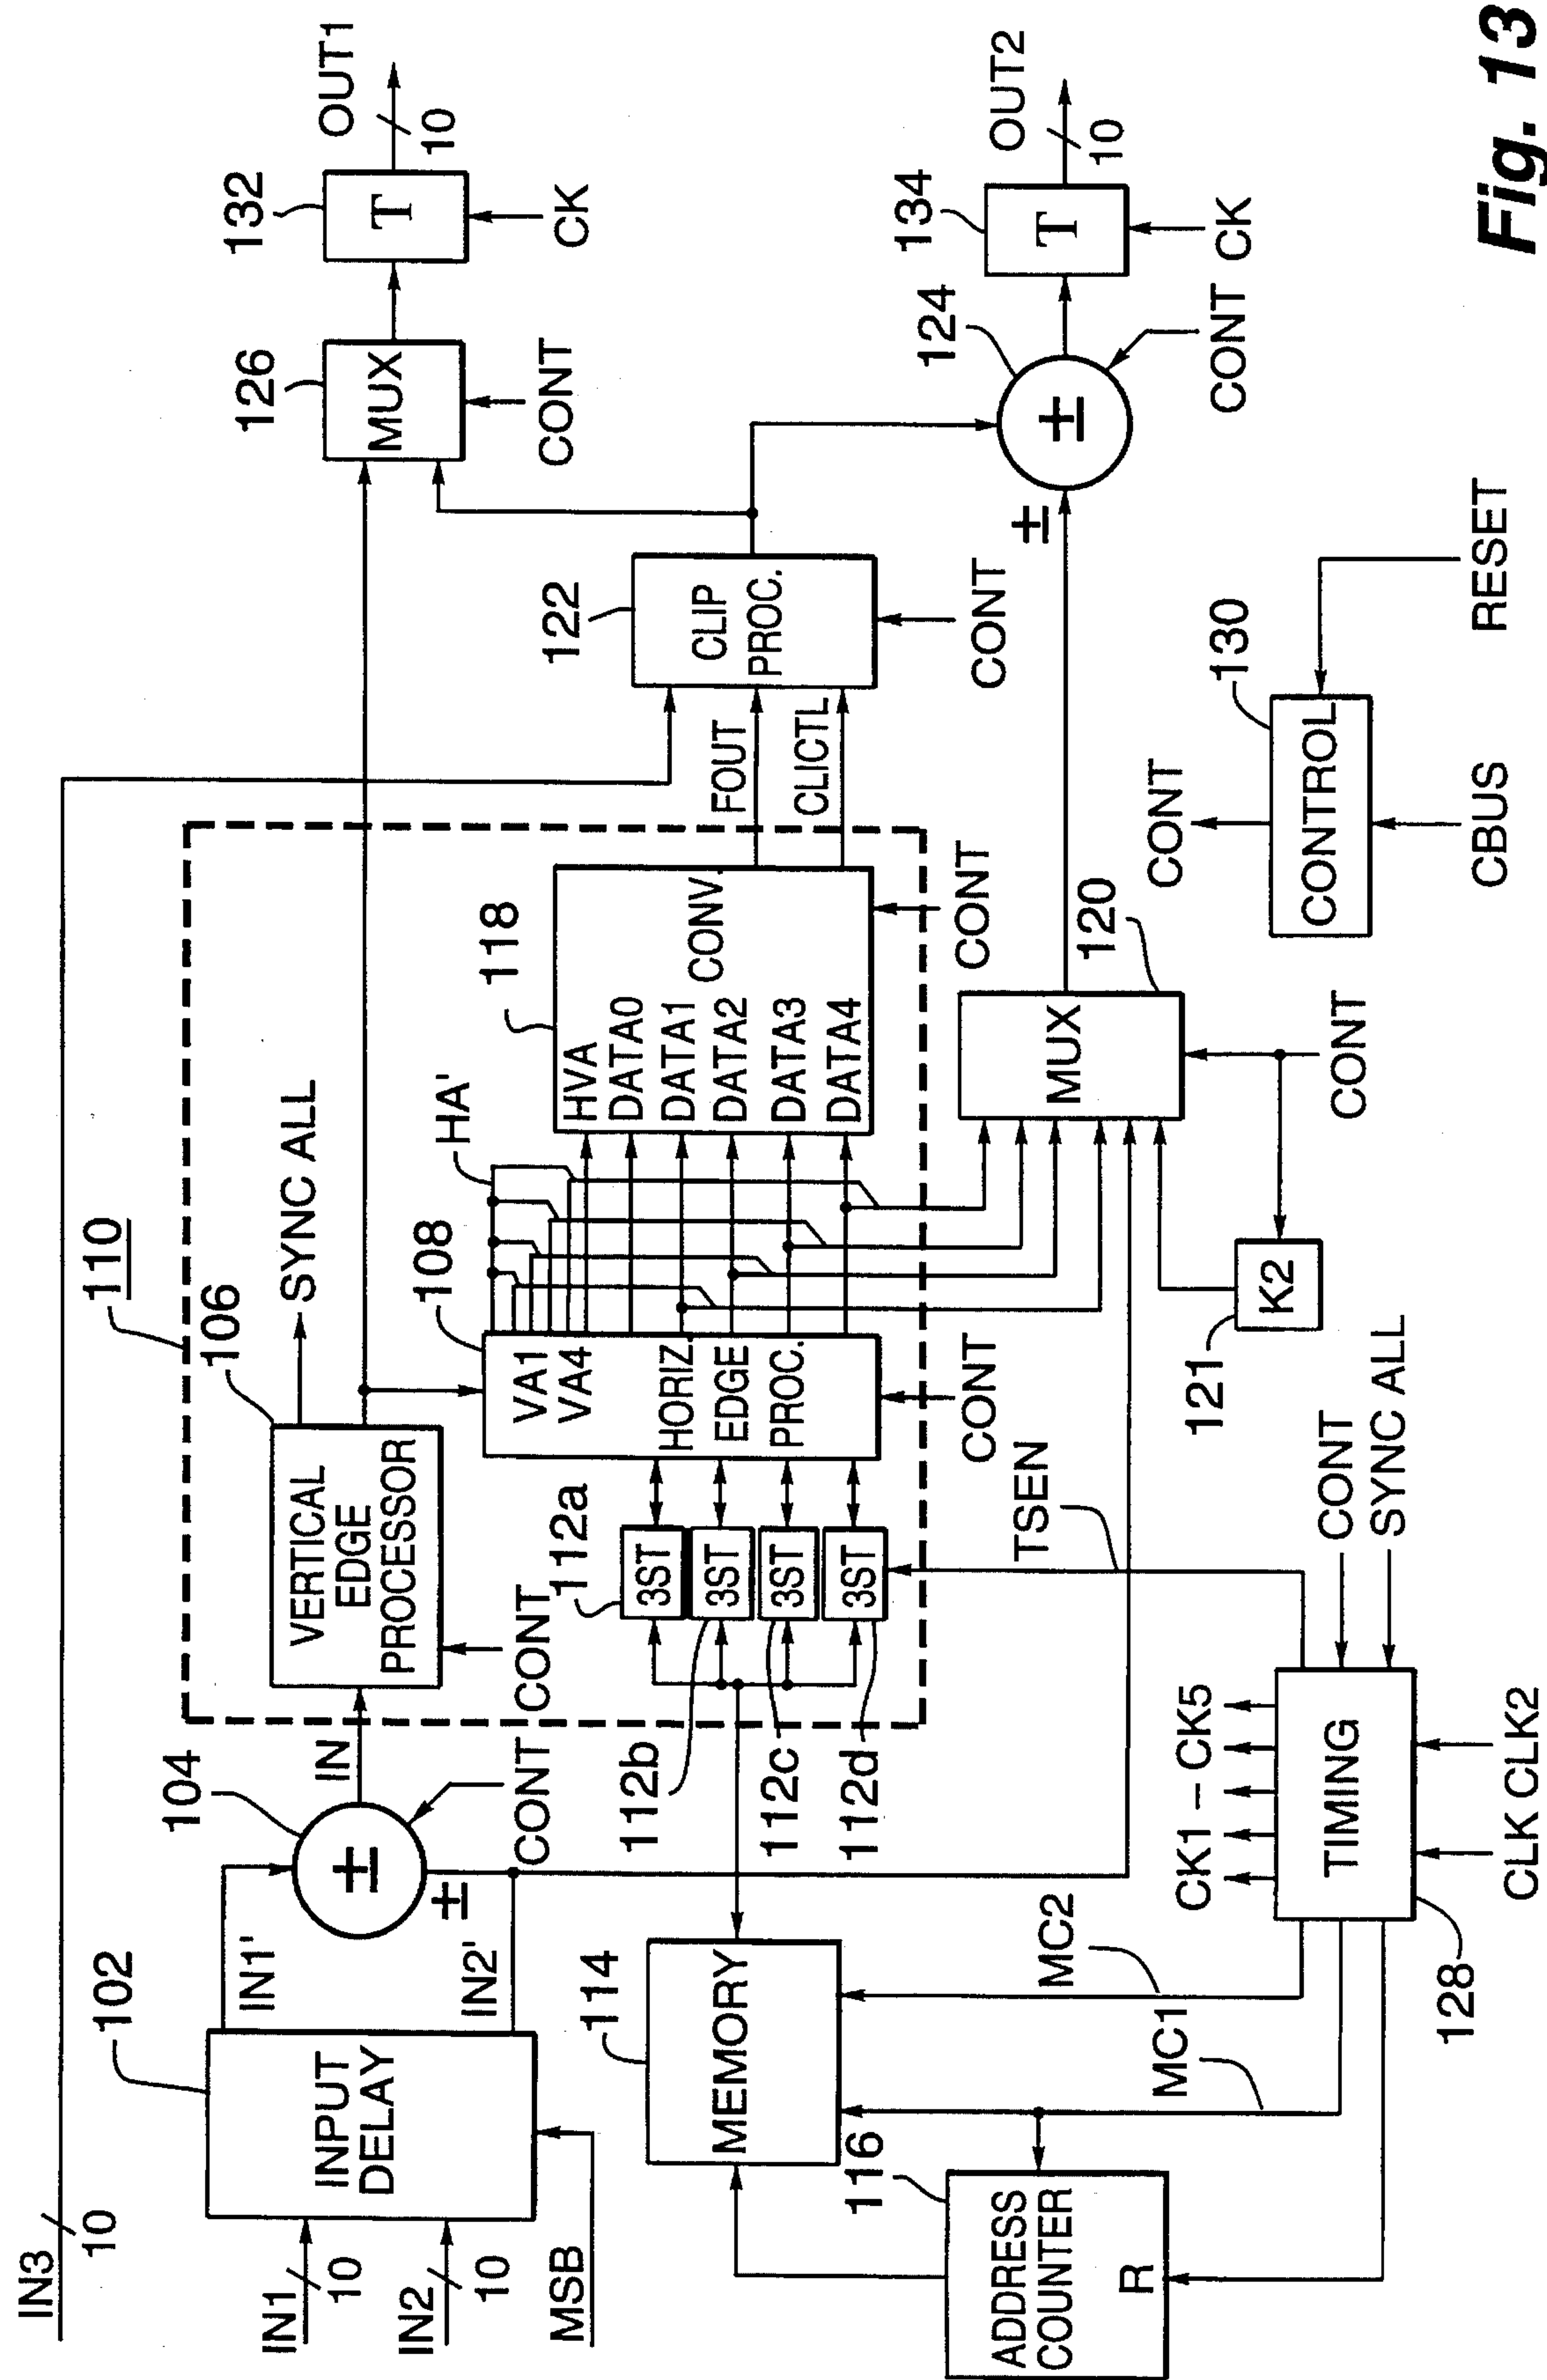 IN3
10
IN1
10
IN2
10
MSB
102
INPUT
DELAY
IN1'
IN2'
104
±
±
IN
CONT
110
106
VERTICAL
EDGE
PROCESSOR
CONT
SYNC ALL
108
VA1
VA4
HORIZ.
EDGE
PROC.
CONT
HA'
112a
3ST
3ST
3ST
3ST
112b
112c
112d
118
HVA
DATA0
DATA1
DATA2
DATA3
DATA4
CONV.
CONT
FOUT
CLICTL
122
CLIP
PROC.
CONT
126
MUX
CONT
132
T
CK
OUT1
10
124
±
±
CONT
134
T
CK
OUT2
10
114
MEMORY
116
ADDRESS
COUNTER
R
MC1
MC2
128
TIMING
CK1 – CK5
CLK CLK2
CONT
SYNC ALL
TSEN
121
K2
120
MUX
CONT
130
CONTROL
CONT
CBUS
RESET
Fig. 13